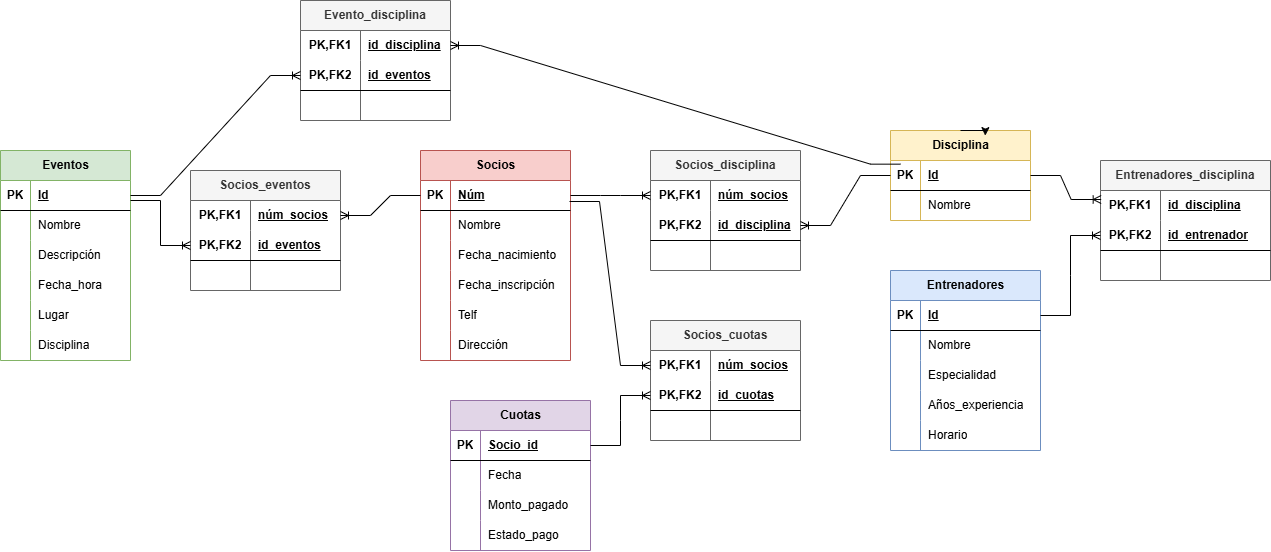 Evento_disciplina
PK,FK1 id_disciplina
PK,FK2 id_eventos
Eventos
PK Id
Nombre
Descripción
Fecha_hora
Lugar
Disciplina
Socios_eventos
PK,FK1 núm_socios
PK,FK2 id_eventos
Socios
PK Núm
Nombre
Fecha_nacimiento
Fecha_inscripción
Telf
Dirección
Socios_disciplina
PK,FK1 núm_socios
PK,FK2 id_disciplina
Disciplina
PK Id
Nombre
Entrenadores_disciplina
PK,FK1 id_disciplina
PK,FK2 id_entrenador
Entrenadores
PK Id
Nombre
Especialidad
Años_experiencia
Horario
Socios_cuotas
PK,FK1 núm_socios
PK,FK2 id_cuotas
Cuotas
PK Socio_id
Fecha
Monto_pagado
Estado_pago